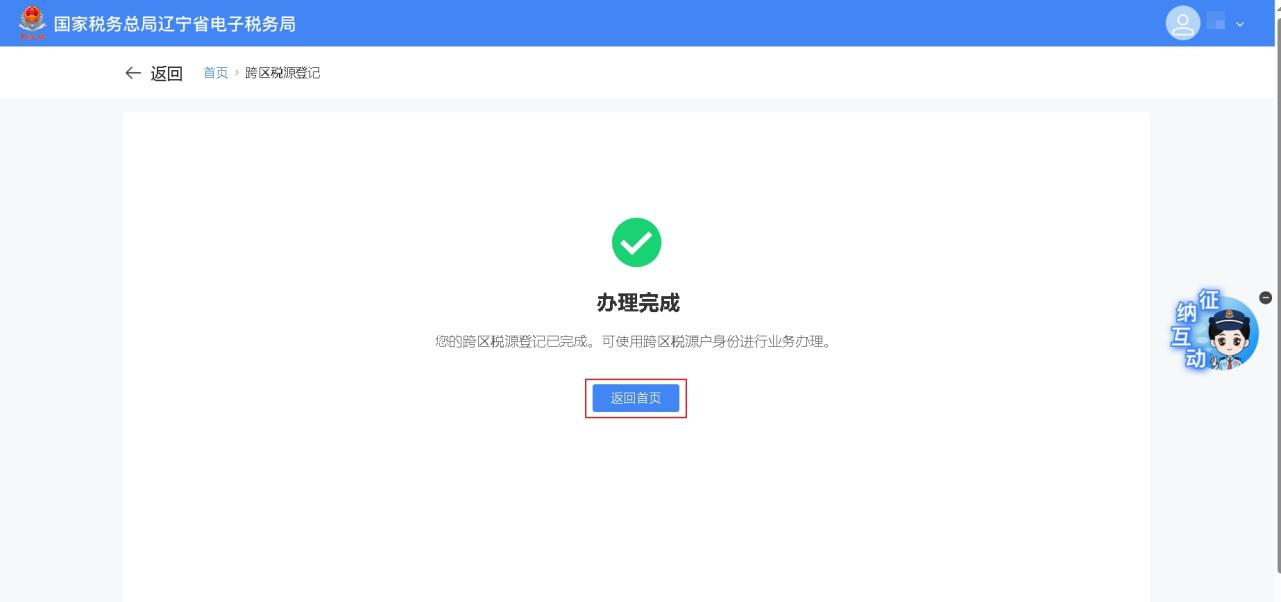 国家税务总局辽宁省电子税务局
返回 首页 › 跨区税源登记
办理完成
您的跨区税源登记已完成。可使用跨区税源户身份进行业务办理。
返回首页
征纳互动